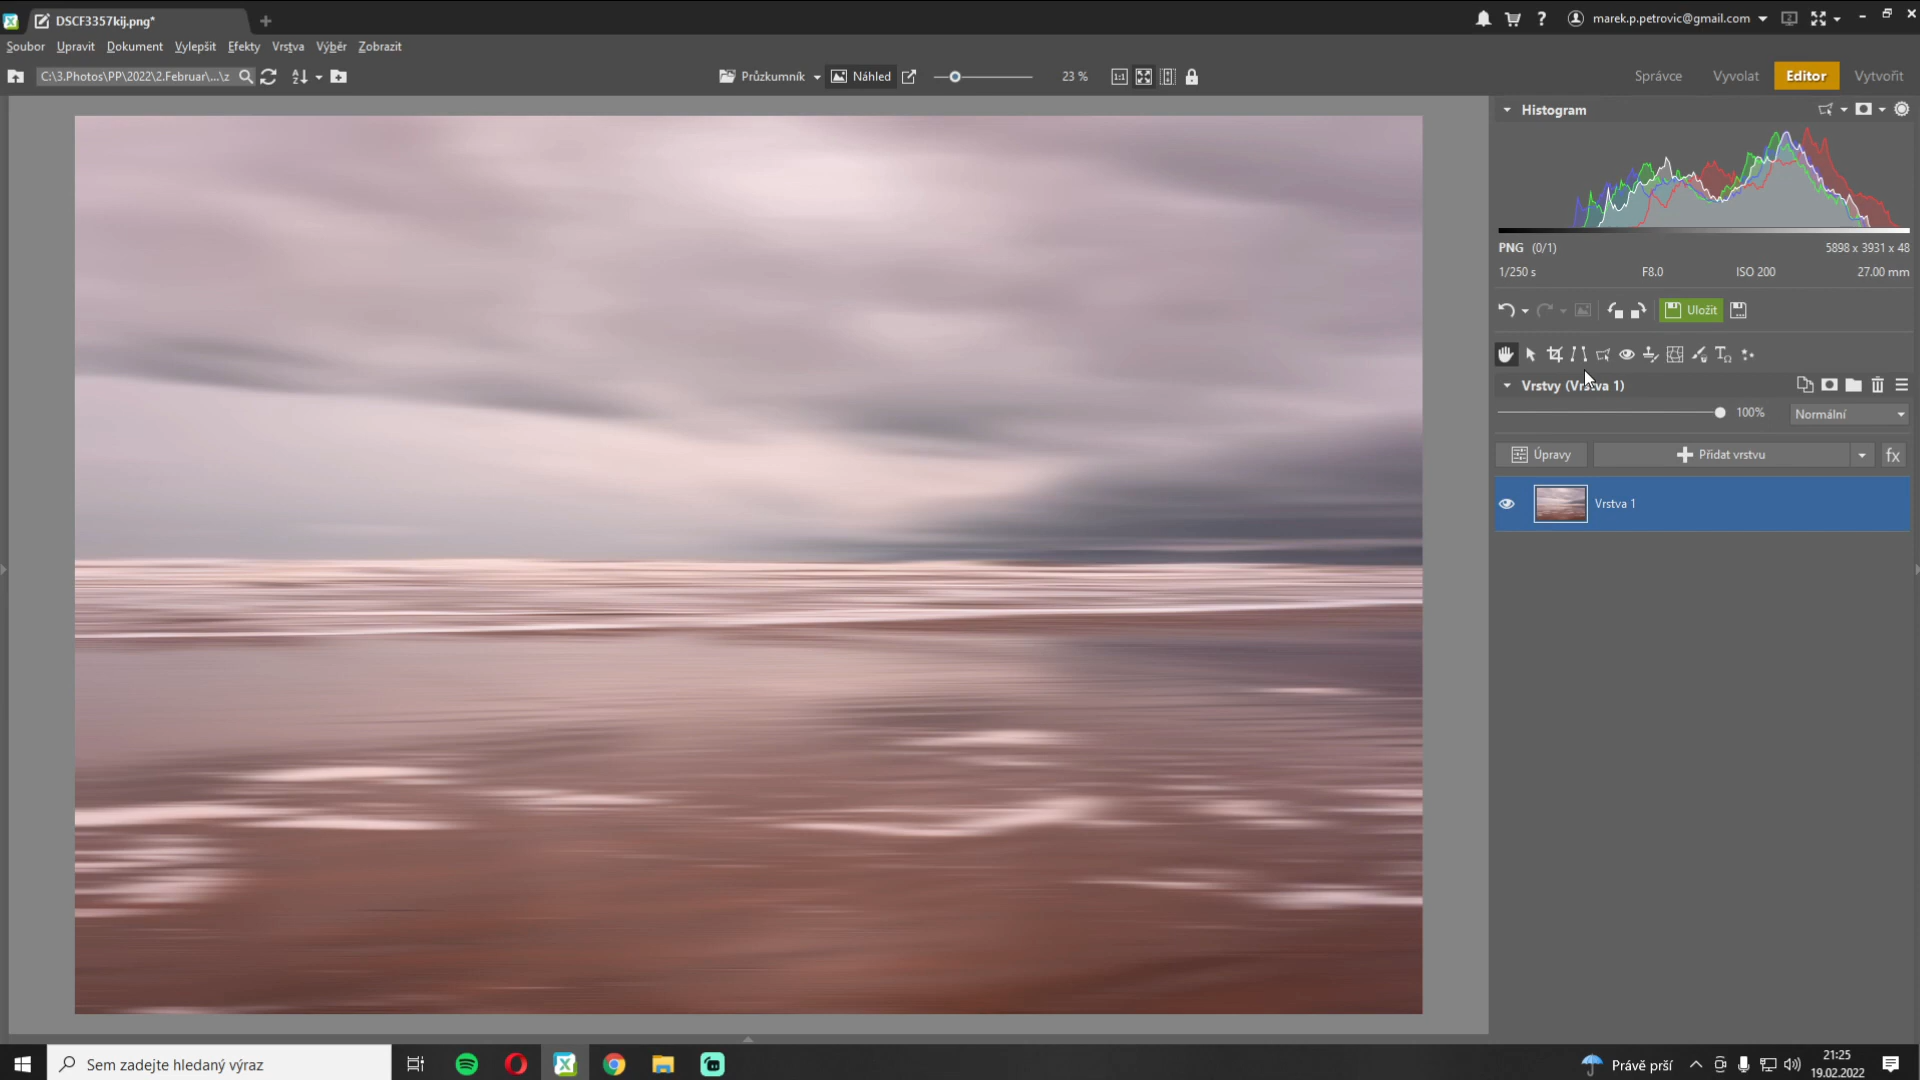 DSCF3357kij.png*
marek.p.petrovic@gmail.com
Soubor Upravit Dokument Vylepšit Efekty Vrstva Výběr Zobrazit
C:\3.Photos\PP\2022\2.Februar\...\z
Průzkumník Náhled 23 % 1:1
Správce Vyvolat Editor Vytvořit
Histogram
PNG (0/1) 5898 x 3931 x 48
1/250 s F8.0 ISO 200 27.00 mm
Uložit
Vrstvy (Vrstva 1)
100% Normální
Úpravy Přidat vrstvu fx
Vrstva 1
Sem zadejte hledaný výraz
Právě prší
21:25
19.02.2022